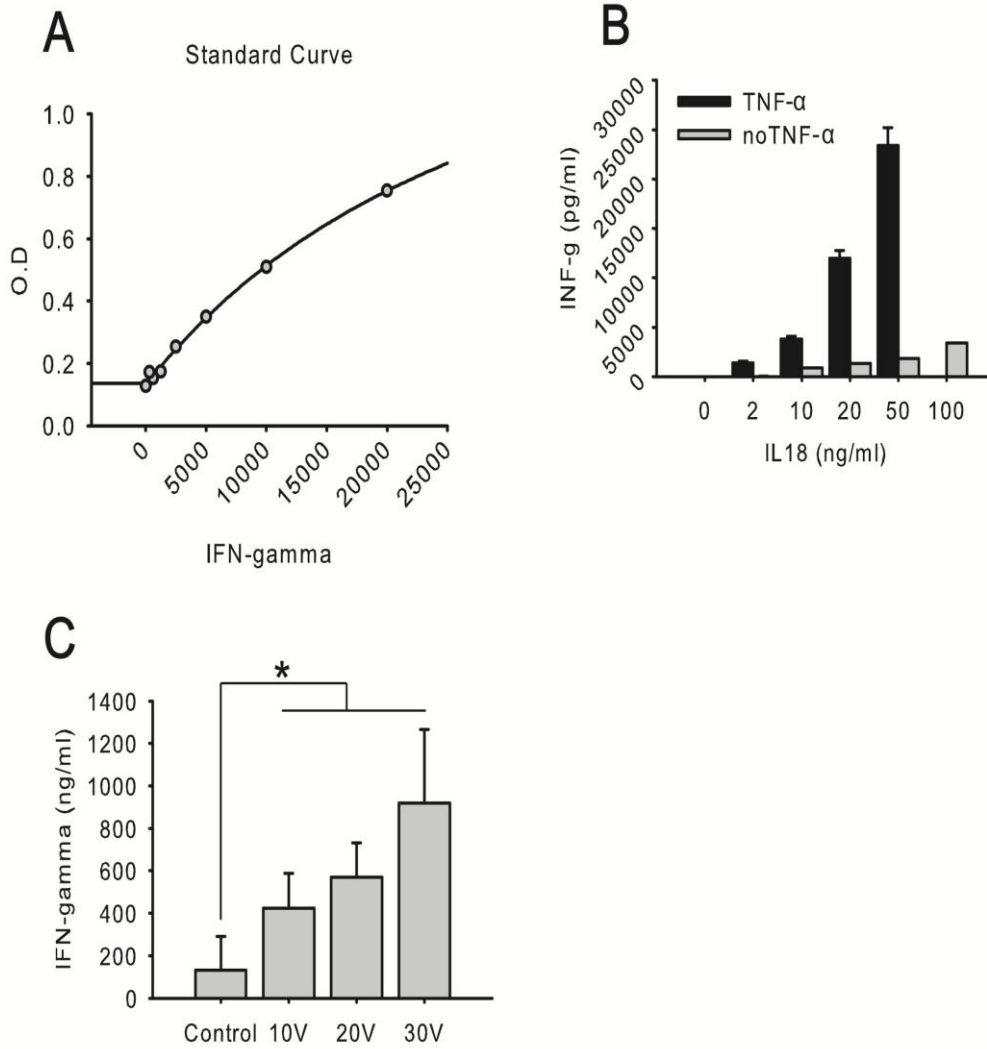 A
Standard Curve
1.0
0.8
0.6
0.4
0.2
0.0
O.D
0
5000
10000
15000
20000
25000
IFN-gamma
B
TNF-α
noTNF-α
30000
25000
20000
15000
10000
5000
0
INF-g (pg/ml)
0 2 10 20 50 100
IL18 (ng/ml)
C
*
1400
1200
1000
800
600
400
200
0
IFN-gamma (ng/ml)
Control 10V 20V 30V